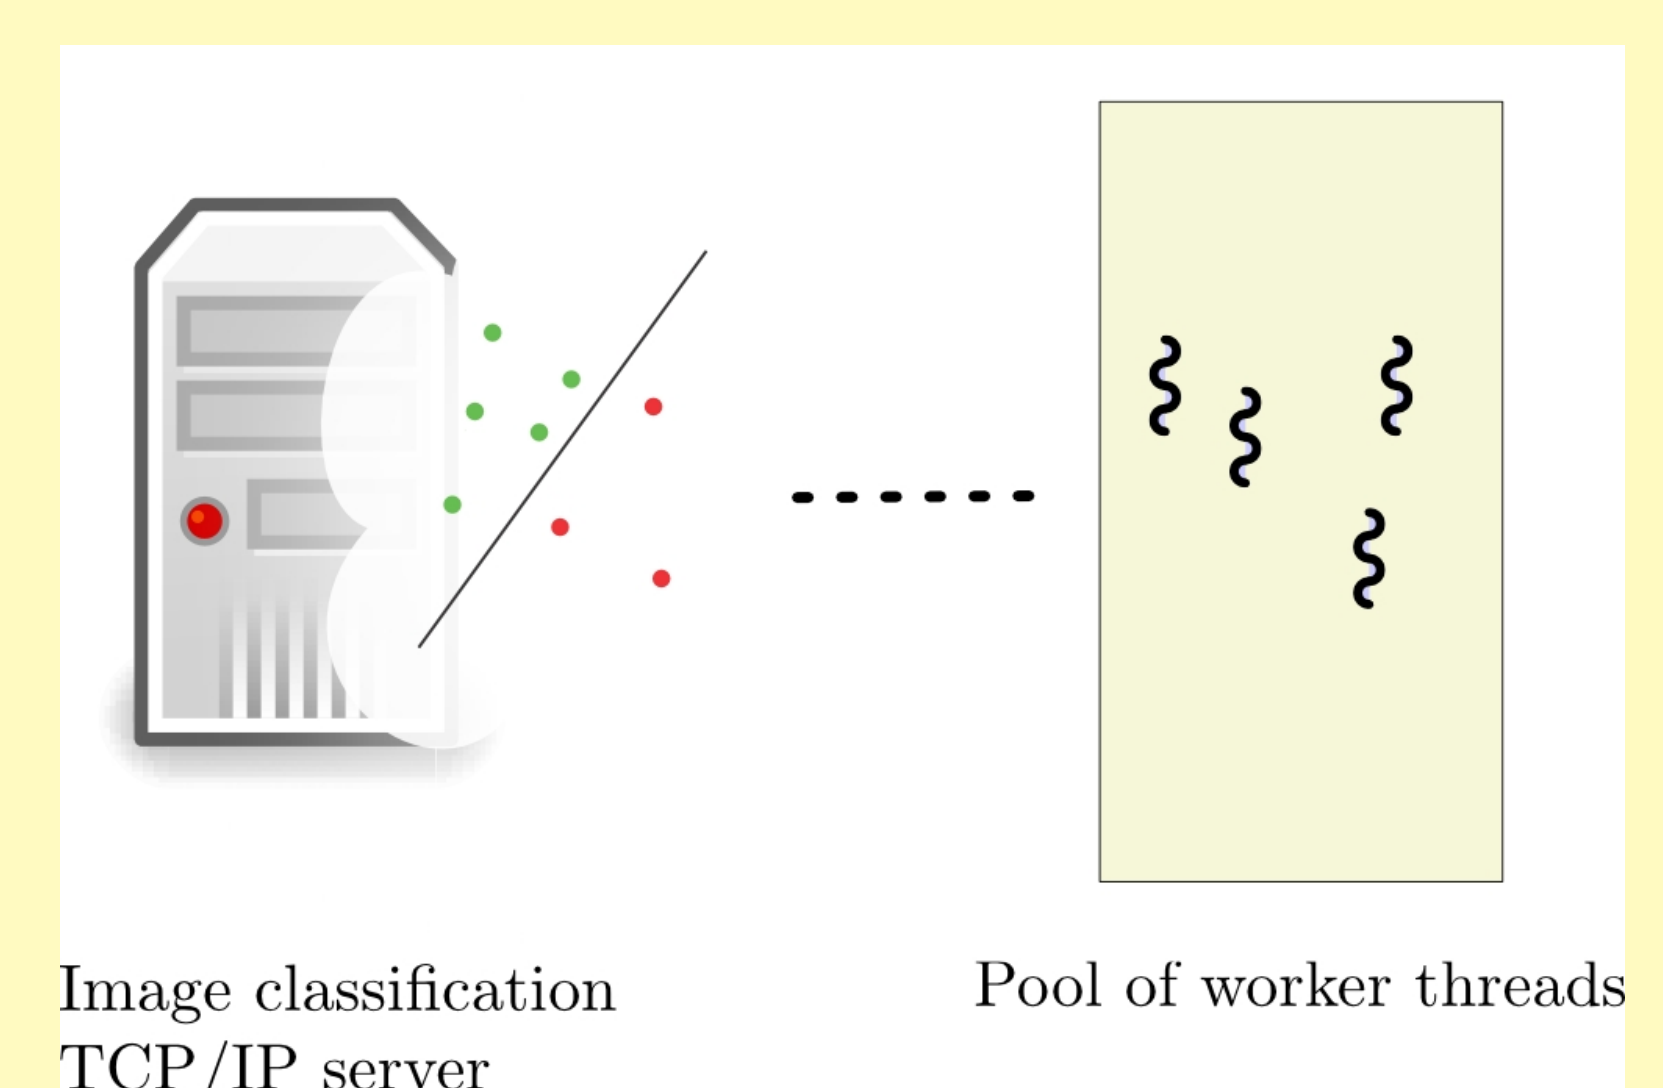 Image classification
TCP/IP server
Pool of worker threads